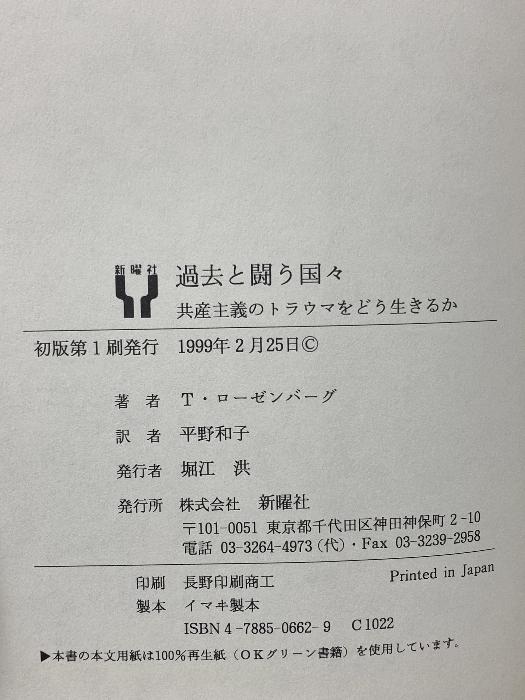 新曜社
過去と闘う国々
共産主義のトラウマをどう生きるか
初版第1刷発行 1999年2月25日©
著者 T・ローゼンバーグ
訳者 平野和子
発行者 堀江 洪
発行所 株式会社 新曜社
〒101-0051 東京都千代田区神田神保町2-10
電話 03-3264-4973(代)・Fax 03-3239-2958
印刷 長野印刷商工 Printed in Japan
製本 イマヰ製本
ISBN4-7885-0662-9 C1022
▶本書の本文用紙は100%再生紙(OKグリーン書籍)を使用しています。